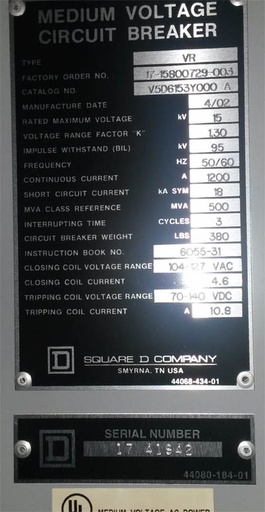 MEDIUM VOLTAGE
CIRCUIT BREAKER
TYPE VR
FACTORY ORDER NO. 17-15800729-003
CATALOG NO. V5D6153Y000 A
MANUFACTURE DATE 4/02
RATED MAXIMUM VOLTAGE kV 15
VOLTAGE RANGE FACTOR "K" 1.30
IMPULSE WITHSTAND (BIL) kV 95
FREQUENCY HZ 50/60
CONTINUOUS CURRENT A 1200
SHORT CIRCUIT CURRENT kA SYM 18
MVA CLASS REFERENCE MVA 500
INTERRUPTING TIME CYCLES 3
CIRCUIT BREAKER WEIGHT LBS 380
INSTRUCTION BOOK NO. 6055-31
CLOSING COIL VOLTAGE RANGE 104-127 VAC
CLOSING COIL CURRENT A 4.6
TRIPPING COIL VOLTAGE RANGE 70-140 VDC
TRIPPING COIL CURRENT A 10.8
D SQUARE D COMPANY
SMYRNA, TN USA
44068-434-01
SERIAL NUMBER
D 17 41942
44080-184-01
UL MEDIUM VOLTAGE AC POWER